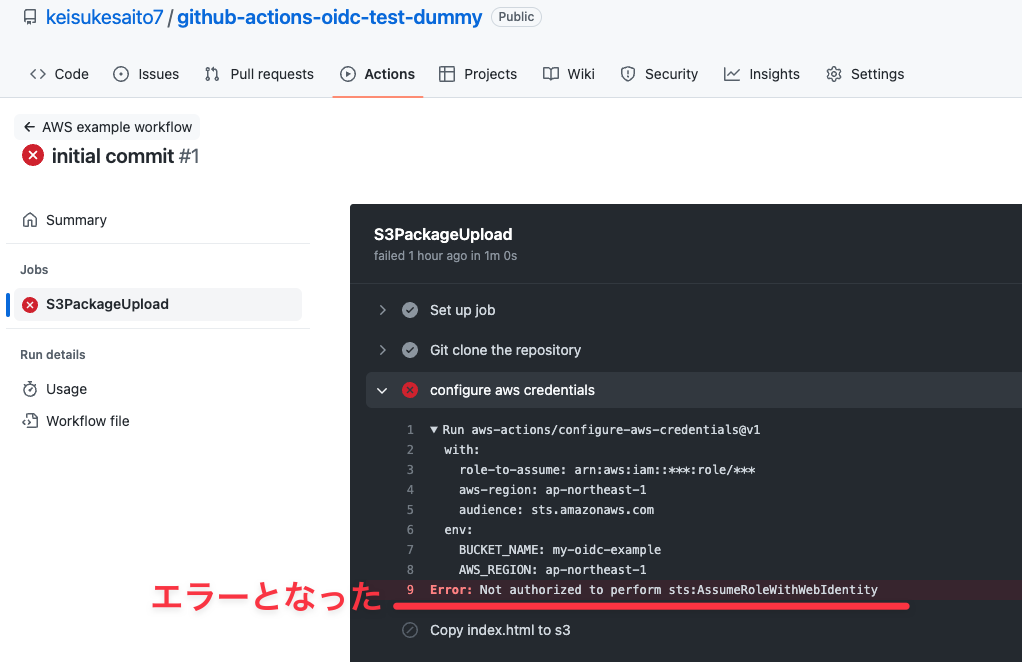 keisukesaito7 / github-actions-oidc-test-dummy Public
Code Issues Pull requests Actions Projects Wiki Security Insights Settings
← AWS example workflow
initial commit #1
Summary
Jobs
S3PackageUpload
Run details
Usage
Workflow file
S3PackageUpload
failed 1 hour ago in 1m 0s
Set up job
Git clone the repository
configure aws credentials
1 ▼ Run aws-actions/configure-aws-credentials@v1
2 with:
3 role-to-assume: arn:aws:iam::***:role/***
4 aws-region: ap-northeast-1
5 audience: sts.amazonaws.com
6 env:
7 BUCKET_NAME: my-oidc-example
8 AWS_REGION: ap-northeast-1
9 Error: Not authorized to perform sts:AssumeRoleWithWebIdentity
エラーとなった
Copy index.html to s3